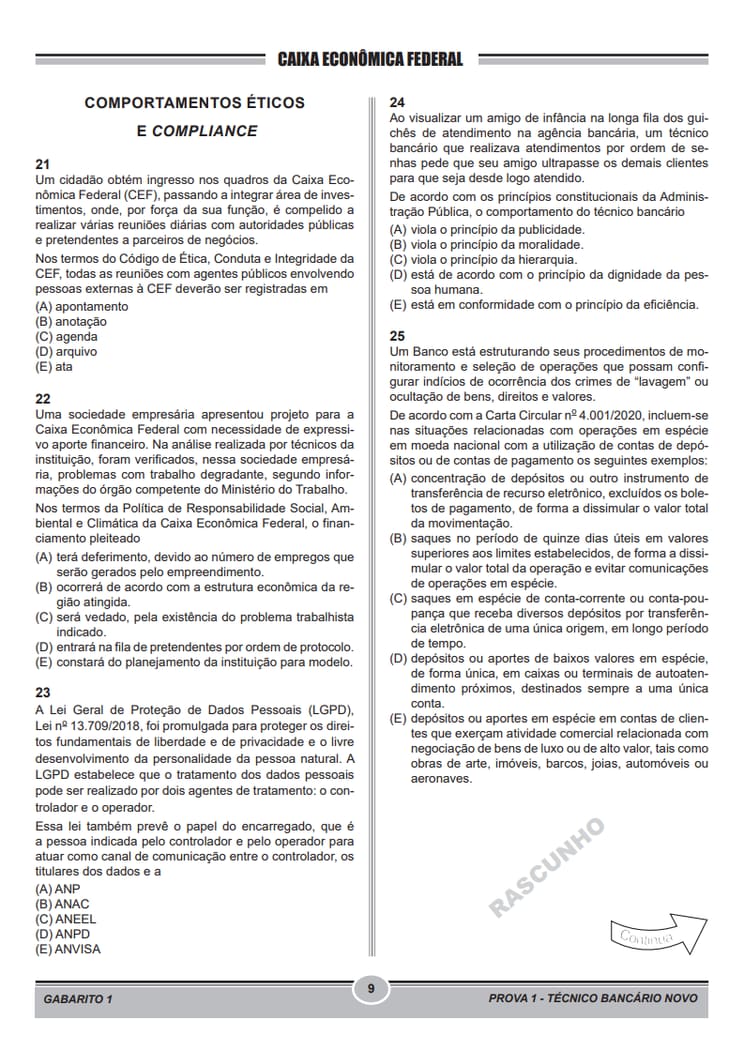 CAIXA ECONÔMICA FEDERAL
COMPORTAMENTOS ÉTICOS
E COMPLIANCE
21
Um cidadão obtém ingresso nos quadros da Caixa Eco-
nômica Federal (CEF), passando a integrar área de inves-
timentos, onde, por força da sua função, é compelido a
realizar várias reuniões diárias com autoridades públicas
e pretendentes a parceiros de negócios.
Nos termos do Código de Ética, Conduta e Integridade da
CEF, todas as reuniões com agentes públicos envolvendo
pessoas externas à CEF deverão ser registradas em
(A) apontamento
(B) anotação
(C) agenda
(D) arquivo
(E) ata
22
Uma sociedade empresária apresentou projeto para a
Caixa Econômica Federal com necessidade de expressi-
vo aporte financeiro. Na análise realizada por técnicos da
instituição, foram verificados, nessa sociedade empresá-
ria, problemas com trabalho degradante, segundo infor-
mações do órgão competente do Ministério do Trabalho.
Nos termos da Política de Responsabilidade Social, Am-
biental e Climática da Caixa Econômica Federal, o finan-
ciamento pleiteado
(A) terá deferimento, devido ao número de empregos que
serão gerados pelo empreendimento.
(B) ocorrerá de acordo com a estrutura econômica da re-
gião atingida.
(C) será vedado, pela existência do problema trabalhista
indicado.
(D) entrará na fila de pretendentes por ordem de protocolo.
(E) constará do planejamento da instituição para modelo.
23
A Lei Geral de Proteção de Dados Pessoais (LGPD),
Lei nº 13.709/2018, foi promulgada para proteger os direi-
tos fundamentais de liberdade e de privacidade e o livre
desenvolvimento da personalidade da pessoa natural. A
LGPD estabelece que o tratamento dos dados pessoais
pode ser realizado por dois agentes de tratamento: o con-
trolador e o operador.
Essa lei também prevê o papel do encarregado, que é
a pessoa indicada pelo controlador e pelo operador para
atuar como canal de comunicação entre o controlador, os
titulares dos dados e a
(A) ANP
(B) ANAC
(C) ANEEL
(D) ANPD
(E) ANVISA
24
Ao visualizar um amigo de infância na longa fila dos gui-
chês de atendimento na agência bancária, um técnico
bancário que realizava atendimentos por ordem de se-
nhas pede que seu amigo ultrapasse os demais clientes
para que seja desde logo atendido.
De acordo com os princípios constitucionais da Adminis-
tração Pública, o comportamento do técnico bancário
(A) viola o princípio da publicidade.
(B) viola o princípio da moralidade.
(C) viola o princípio da hierarquia.
(D) está de acordo com o princípio da dignidade da pes-
soa humana.
(E) está em conformidade com o princípio da eficiência.
25
Um Banco está estruturando seus procedimentos de mo-
nitoramento e seleção de operações que possam confi-
gurar indícios de ocorrência dos crimes de “lavagem” ou
ocultação de bens, direitos e valores.
De acordo com a Carta Circular nº 4.001/2020, incluem-se
nas situações relacionadas com operações em espécie
em moeda nacional com a utilização de contas de depó-
sitos ou de contas de pagamento os seguintes exemplos:
(A) concentração de depósitos ou outro instrumento de
transferência de recurso eletrônico, excluídos os bole-
tos de pagamento, de forma a dissimular o valor total
da movimentação.
(B) saques no período de quinze dias úteis em valores
superiores aos limites estabelecidos, de forma a dissi-
mular o valor total da operação e evitar comunicações
de operações em espécie.
(C) saques em espécie de conta-corrente ou conta-pou-
pança que receba diversos depósitos por transferên-
cia eletrônica de uma única origem, em longo período
de tempo.
(D) depósitos ou aportes de baixos valores em espécie,
de forma única, em caixas ou terminais de autoaten-
dimento próximos, destinados sempre a uma única
conta.
(E) depósitos ou aportes em espécie em contas de clien-
tes que exerçam atividade comercial relacionada com
negociação de bens de luxo ou de alto valor, tais como
obras de arte, imóveis, barcos, joias, automóveis ou
aeronaves.
RASCUNHO
Continua
GABARITO 1
9
PROVA 1 - TÉCNICO BANCÁRIO NOVO